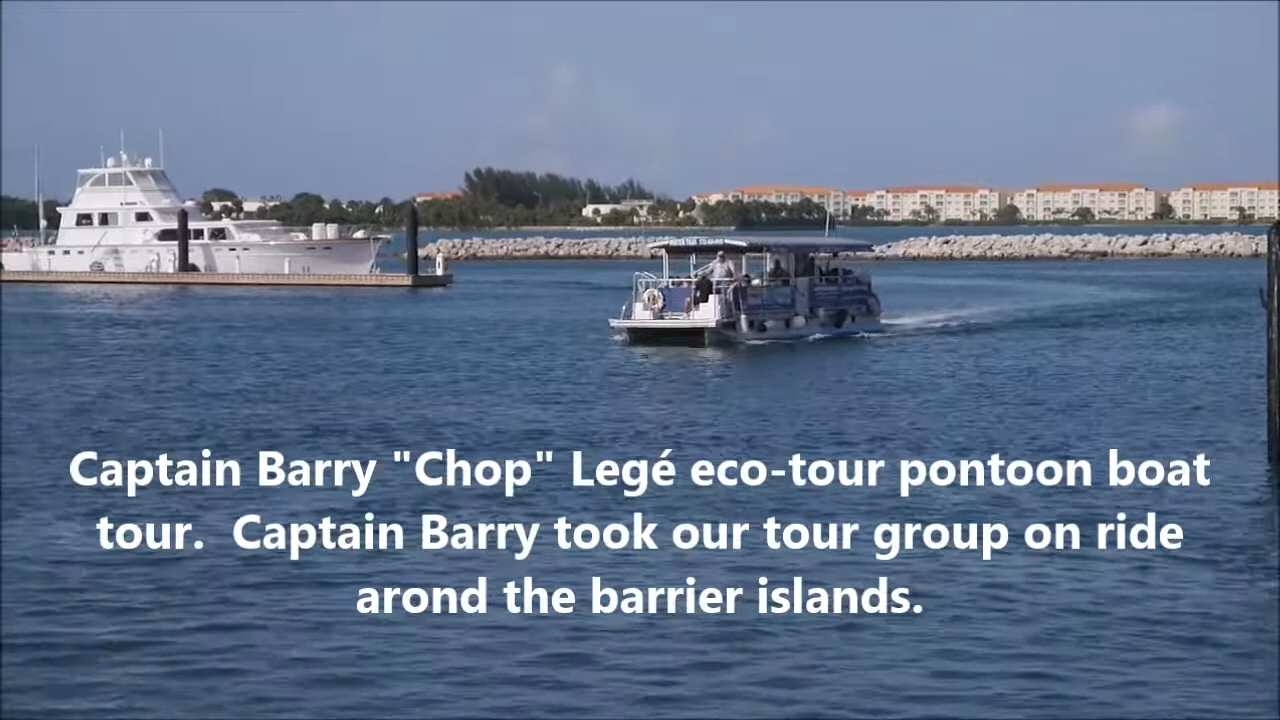 Captain Barry "Chop" Legé eco-tour pontoon boat
tour.  Captain Barry took our tour group on ride
arond the barrier islands.